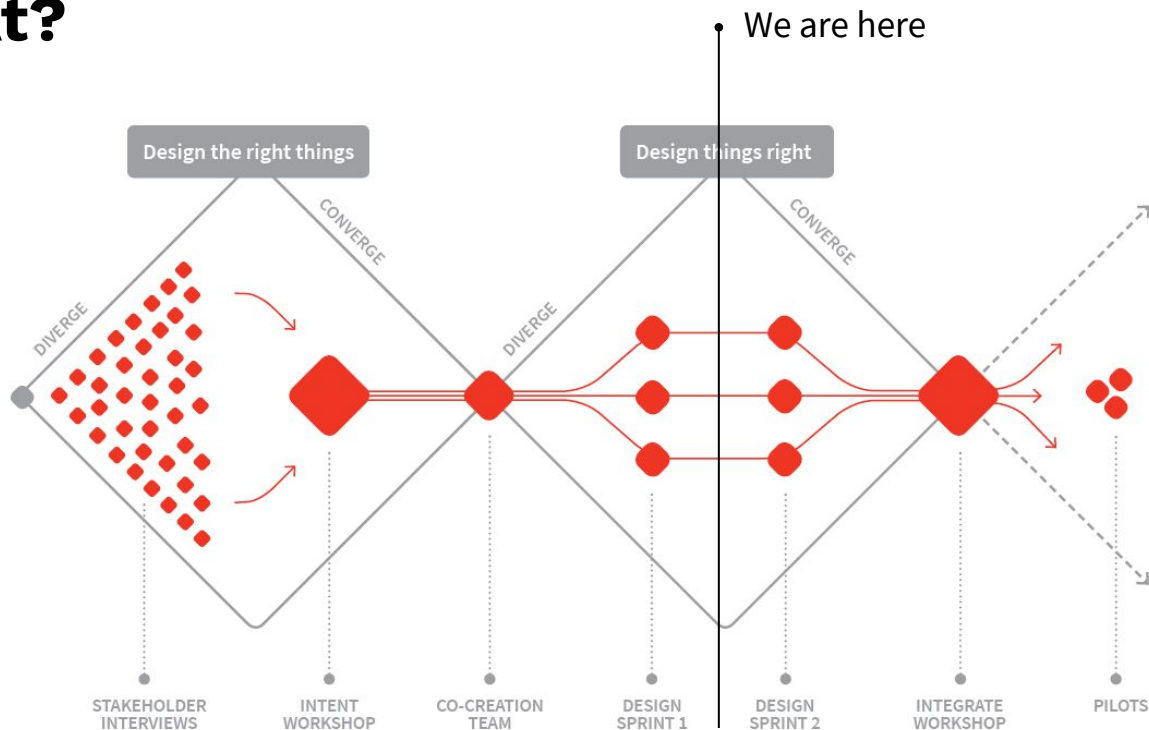 t?
We are here
Design the right things
Design things right
DIVERGE
CONVERGE
DIVERGE
CONVERGE
STAKEHOLDER
INTERVIEWS
INTENT
WORKSHOP
CO-CREATION
TEAM
DESIGN
SPRINT 1
DESIGN
SPRINT 2
INTEGRATE
WORKSHOP
PILOTS